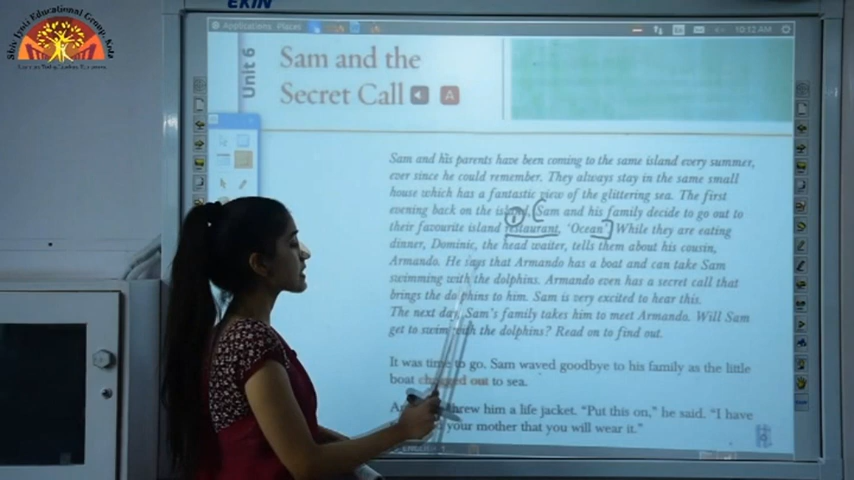 EKIN
Shiv Jyoti Educational Group, Kota
Applications Places
10:12 AM
Unit 6
Sam and the
Secret Call
A
Sam and his parents have been coming to the same island every summer,
ever since he could remember. They always stay in the same small
house which has a fantastic view of the glittering sea. The first
evening back on the island, Sam and his family decide to go out to
their favourite island restaurant, ‘Ocean’. While they are eating
dinner, Dominic, the head waiter, tells them about his cousin,
Armando. He says that Armando has a boat and can take Sam
swimming with the dolphins. Armando even has a secret call that
brings the dolphins to him. Sam is very excited to hear this.
The next day, Sam’s family takes him to meet Armando. Will Sam
get to swim with the dolphins? Read on to find out.
It was time to go. Sam waved goodbye to his family as the little
boat chugged out to sea.
threw him a life jacket. “Put this on,” he said. “I have
your mother that you will wear it.”